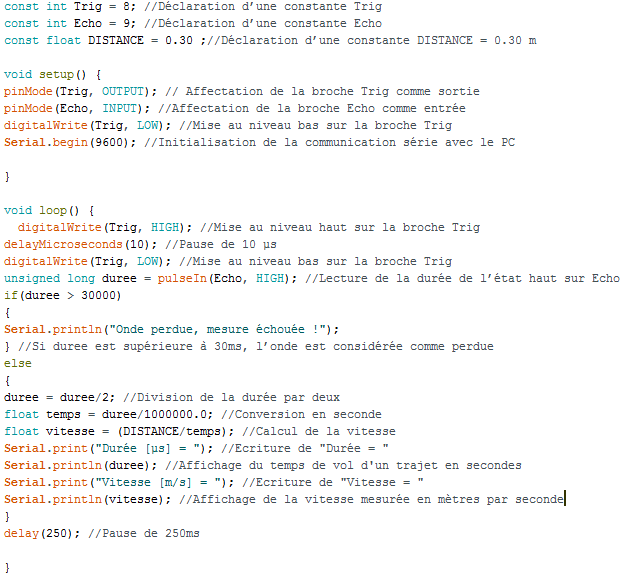 const int Trig = 8; //Déclaration d’une constante Trig
const int Echo = 9; //Déclaration d’une constante Echo
const float DISTANCE = 0.30 ;//Déclaration d’une constante DISTANCE = 0.30 m
void setup() {
pinMode(Trig, OUTPUT); // Affectation de la broche Trig comme sortie
pinMode(Echo, INPUT); //Affectation de la broche Echo comme entrée
digitalWrite(Trig, LOW); //Mise au niveau bas sur la broche Trig
Serial.begin(9600); //Initialisation de la communication série avec le PC
}
void loop() {
digitalWrite(Trig, HIGH); //Mise au niveau haut sur la broche Trig
delayMicroseconds(10); //Pause de 10 µs
digitalWrite(Trig, LOW); //Mise au niveau bas sur la broche Trig
unsigned long duree = pulseIn(Echo, HIGH); //Lecture de la durée de l’état haut sur Echo
if(duree > 30000)
{
Serial.println("Onde perdue, mesure échouée !");
} //Si duree est supérieure à 30ms, l’onde est considérée comme perdue
else
{
duree = duree/2; //Division de la durée par deux
float temps = duree/1000000.0; //Conversion en seconde
float vitesse = (DISTANCE/temps); //Calcul de la vitesse
Serial.print("Durée [µs] = "); //Ecriture de "Durée = "
Serial.println(duree); //Affichage du temps de vol d'un trajet en secondes
Serial.print("Vitesse [m/s] = "); //Ecriture de "Vitesse = "
Serial.println(vitesse); //Affichage de la vitesse mesurée en mètres par seconde
}
delay(250); //Pause de 250ms
}